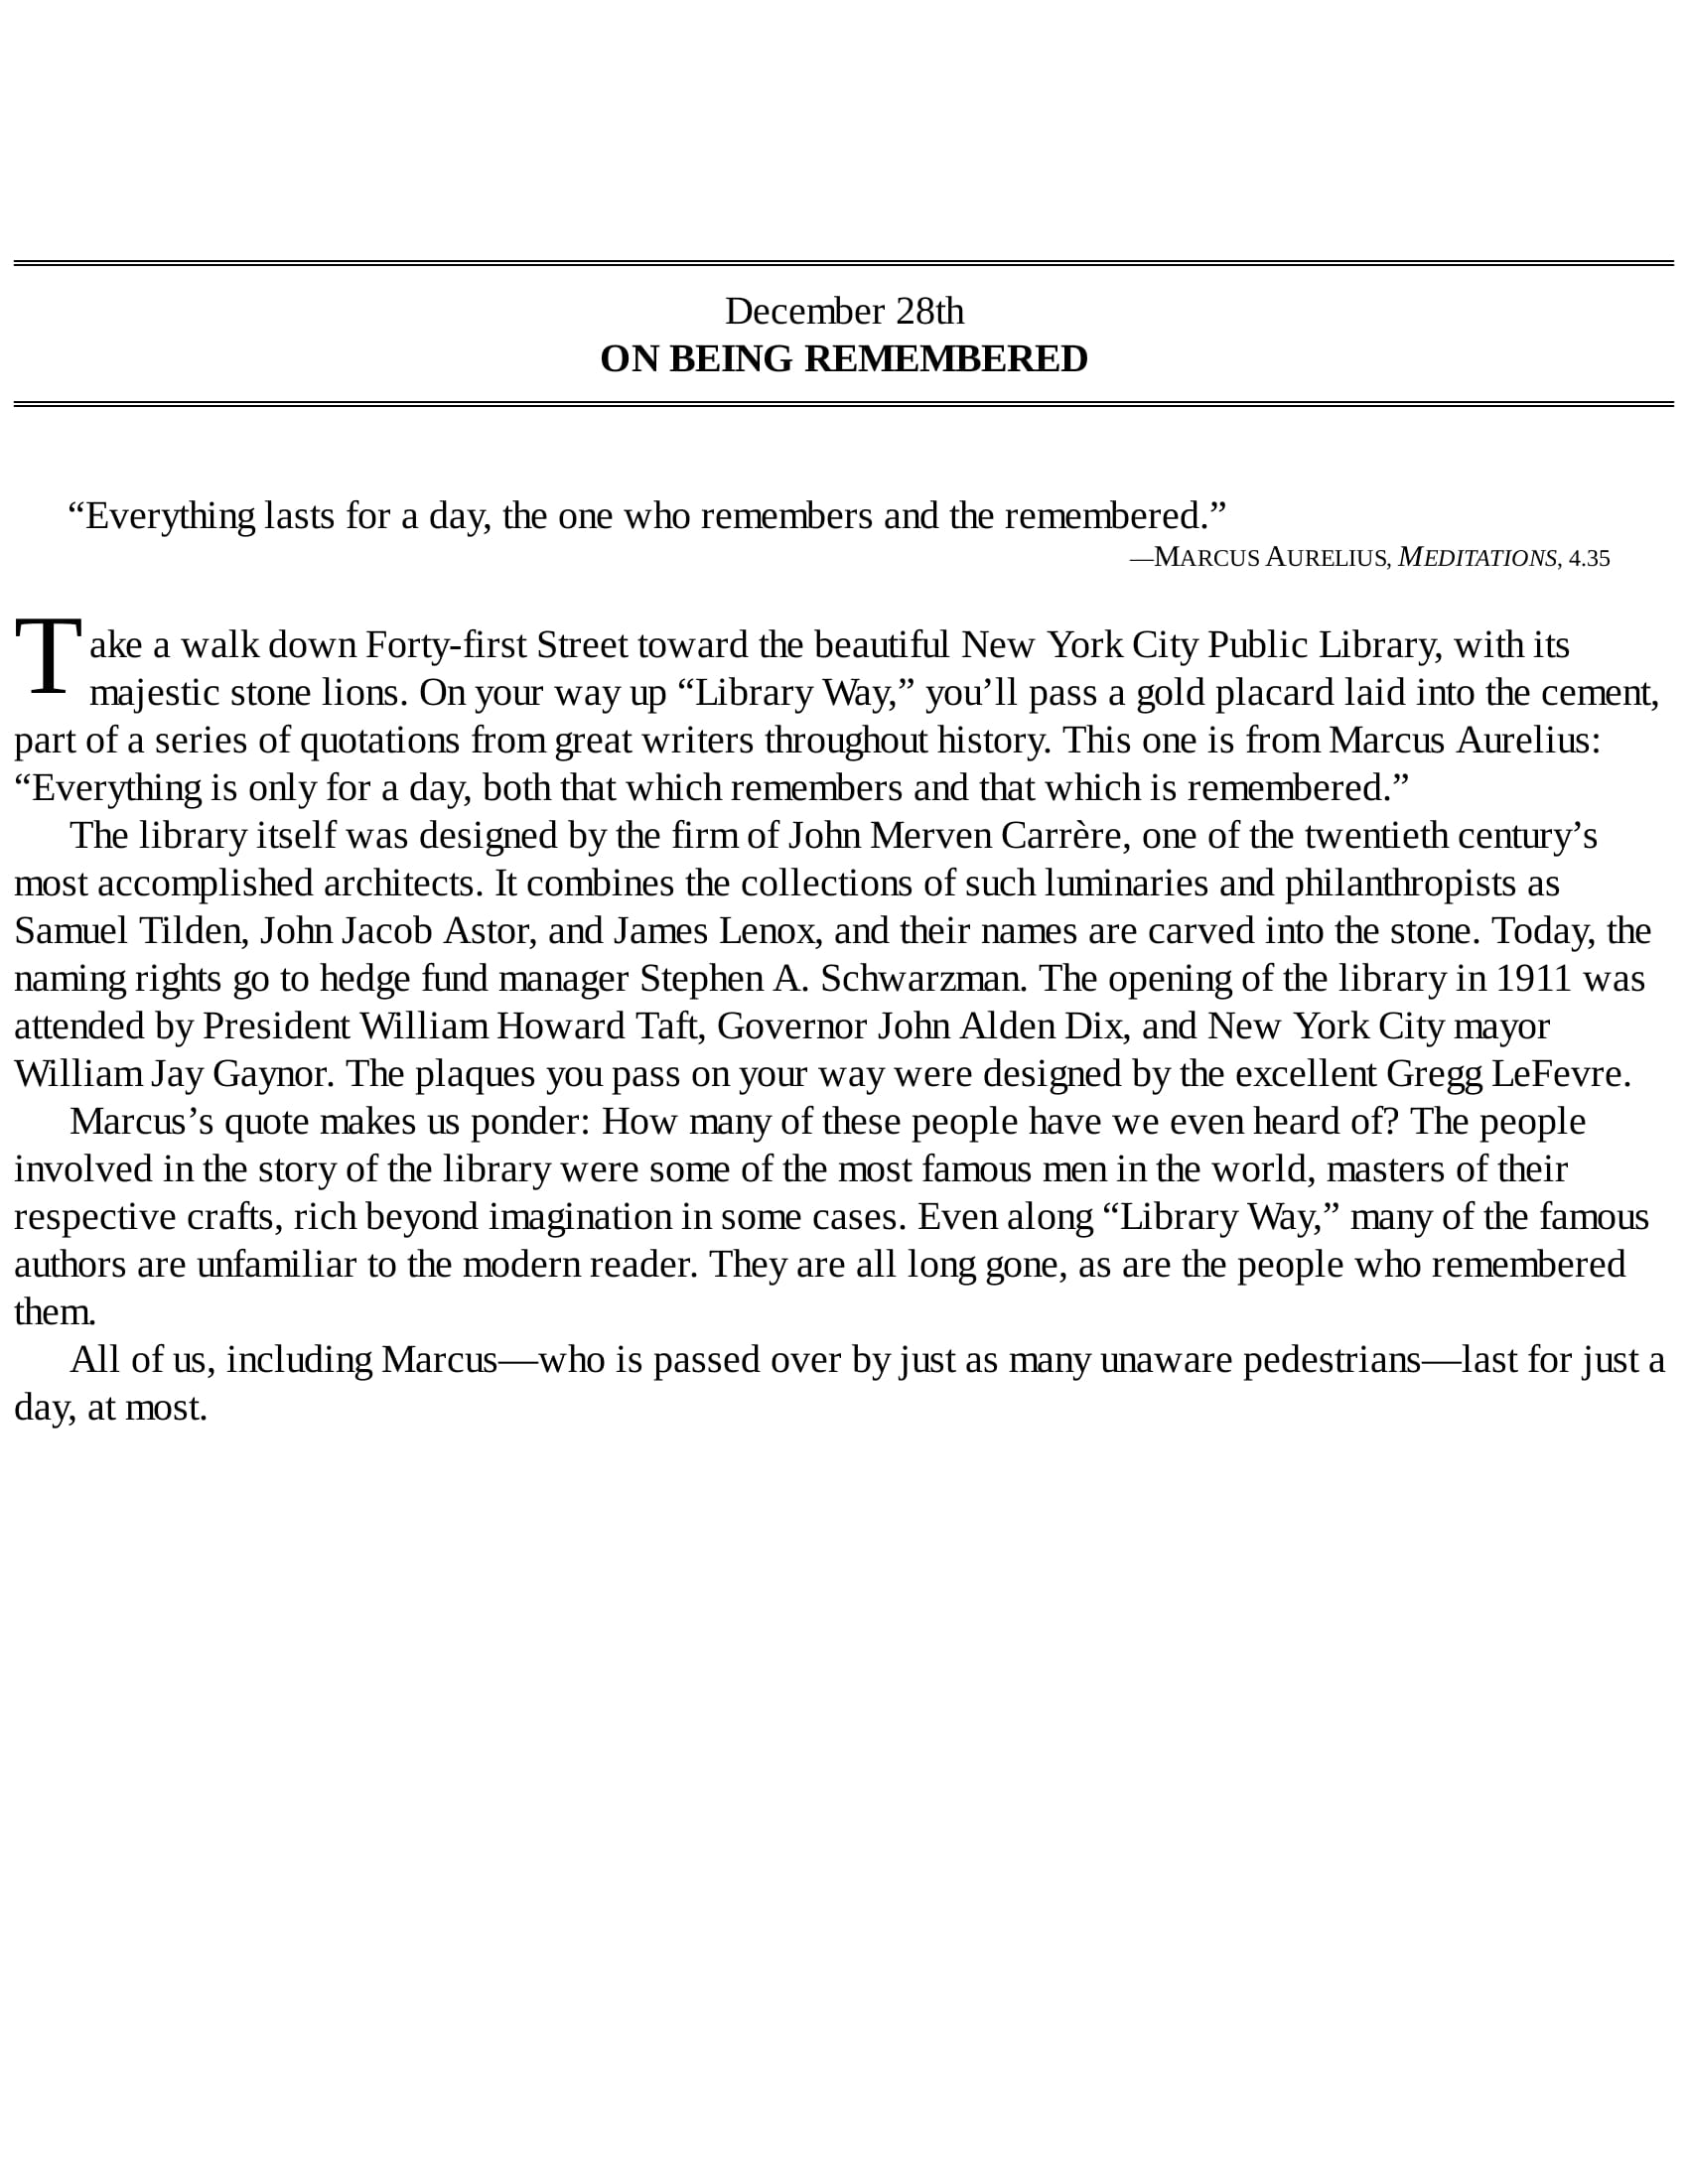 December 28th
ON BEING REMEMBERED
“Everything lasts for a day, the one who remembers and the remembered.”
—MARCUS AURELIUS, MEDITATIONS, 4.35
Take a walk down Forty-first Street toward the beautiful New York City Public Library, with its
majestic stone lions. On your way up “Library Way,” you’ll pass a gold placard laid into the cement,
part of a series of quotations from great writers throughout history. This one is from Marcus Aurelius:
“Everything is only for a day, both that which remembers and that which is remembered.”
The library itself was designed by the firm of John Merven Carrère, one of the twentieth century’s
most accomplished architects. It combines the collections of such luminaries and philanthropists as
Samuel Tilden, John Jacob Astor, and James Lenox, and their names are carved into the stone. Today, the
naming rights go to hedge fund manager Stephen A. Schwarzman. The opening of the library in 1911 was
attended by President William Howard Taft, Governor John Alden Dix, and New York City mayor
William Jay Gaynor. The plaques you pass on your way were designed by the excellent Gregg LeFevre.
Marcus’s quote makes us ponder: How many of these people have we even heard of? The people
involved in the story of the library were some of the most famous men in the world, masters of their
respective crafts, rich beyond imagination in some cases. Even along “Library Way,” many of the famous
authors are unfamiliar to the modern reader. They are all long gone, as are the people who remembered
them.
All of us, including Marcus—who is passed over by just as many unaware pedestrians—last for just a
day, at most.